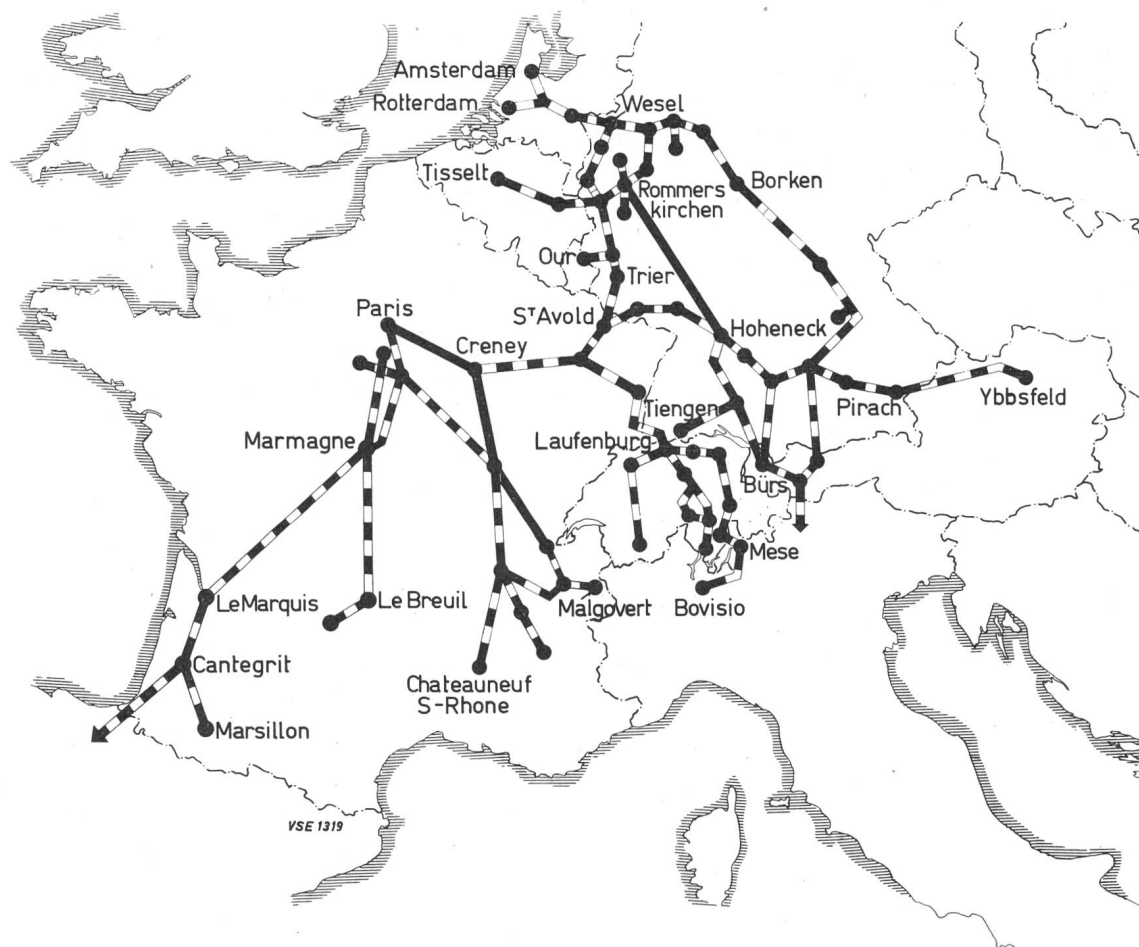 Amsterdam
Rotterdam
Wesel
Tisselt
Rommers
kirchen
Borken
Our
Trier
Paris
STAvold
Creney
Hoheneck
Tiengen
Pirach
Ybbsfeld
Marmagne
Laufenburg
Bürs
Mese
LeMarquis
Le Breuil
Malgovert
Bovisio
Cantegrit
Chateauneuf
S-Rhone
Marsillon
VSE 1319